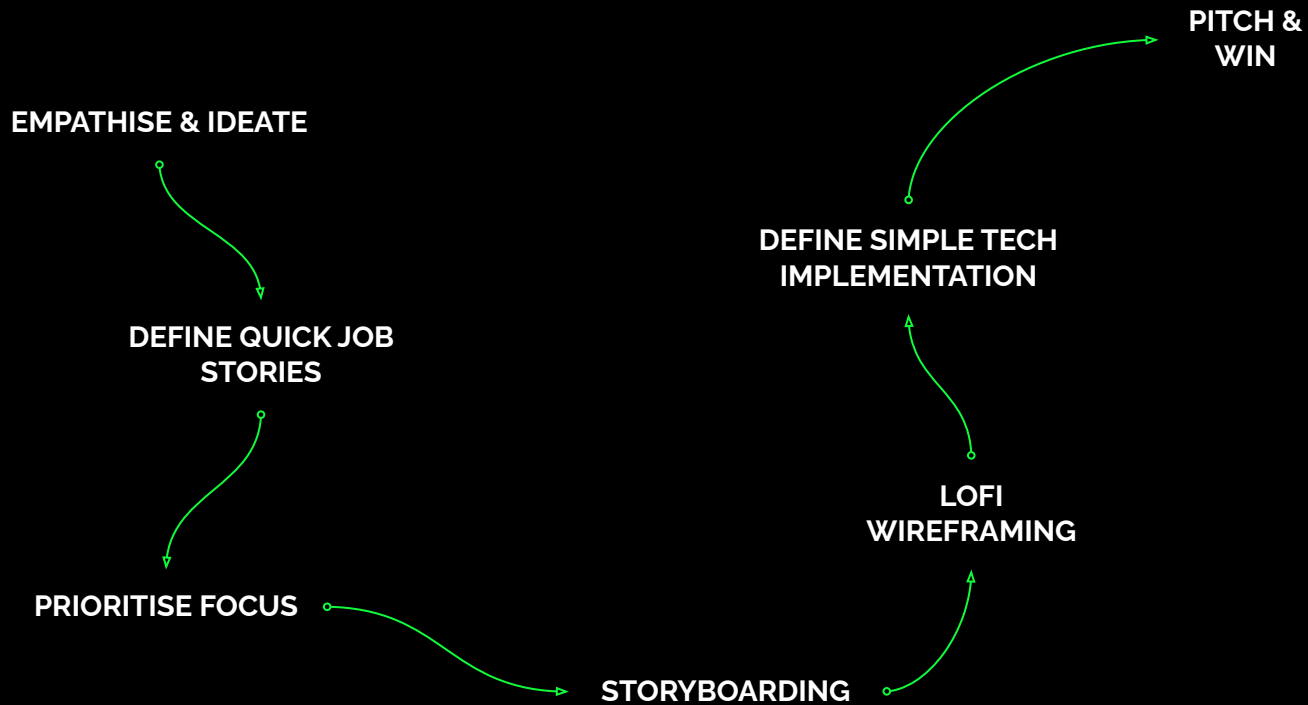 EMPATHISE & IDEATE
DEFINE QUICK JOB
STORIES
PRIORITISE FOCUS
STORYBOARDING
LOFI
WIREFRAMING
DEFINE SIMPLE TECH
IMPLEMENTATION
PITCH &
WIN